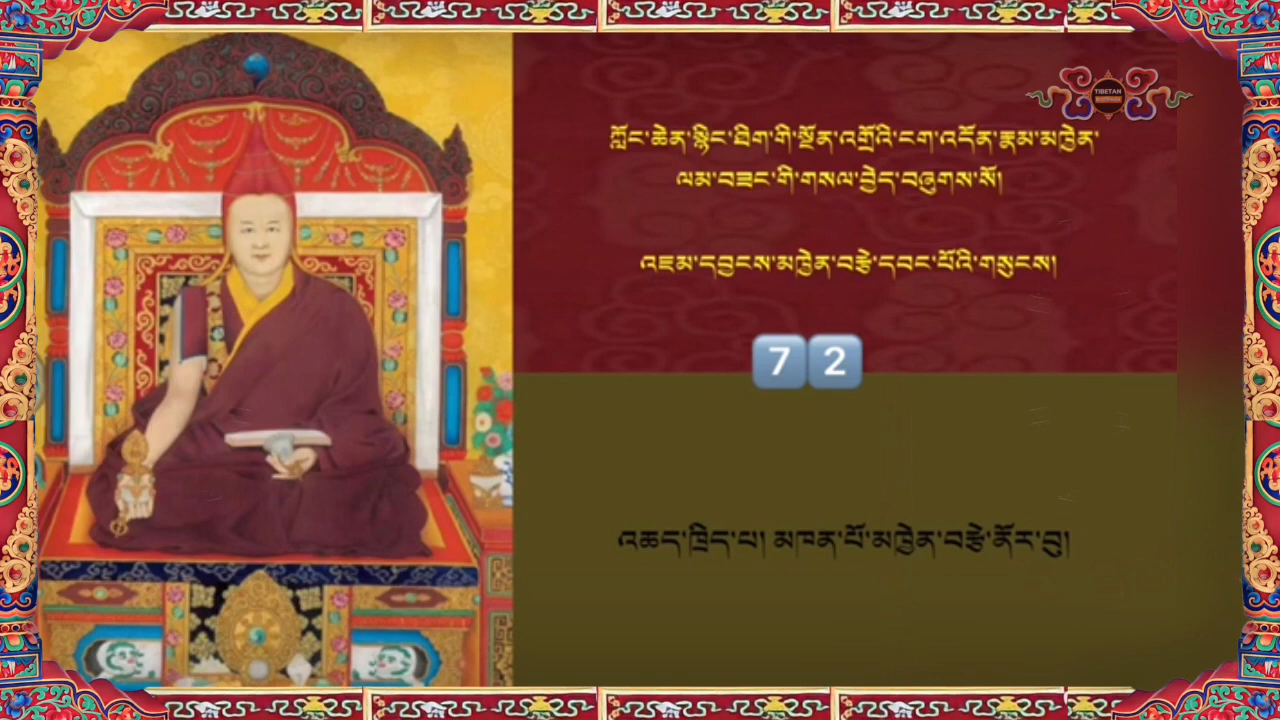 TIBETAN
ཀློང་ཆེན་སྙིང་ཐིག་གི་སྔོན་འགྲོའི་ངག་འདོན་རྣམ་མཁྱེན་
ལམ་བཟང་གི་གསལ་བྱེད་བཞུགས་སོ།
འཇམ་དབྱངས་མཁྱེན་བརྩེ་དབང་པོའི་གསུངས།
72
འཆད་ཁྲིད་པ། མཁན་པོ་མཁྱེན་བརྩེ་ནོར་བུ།